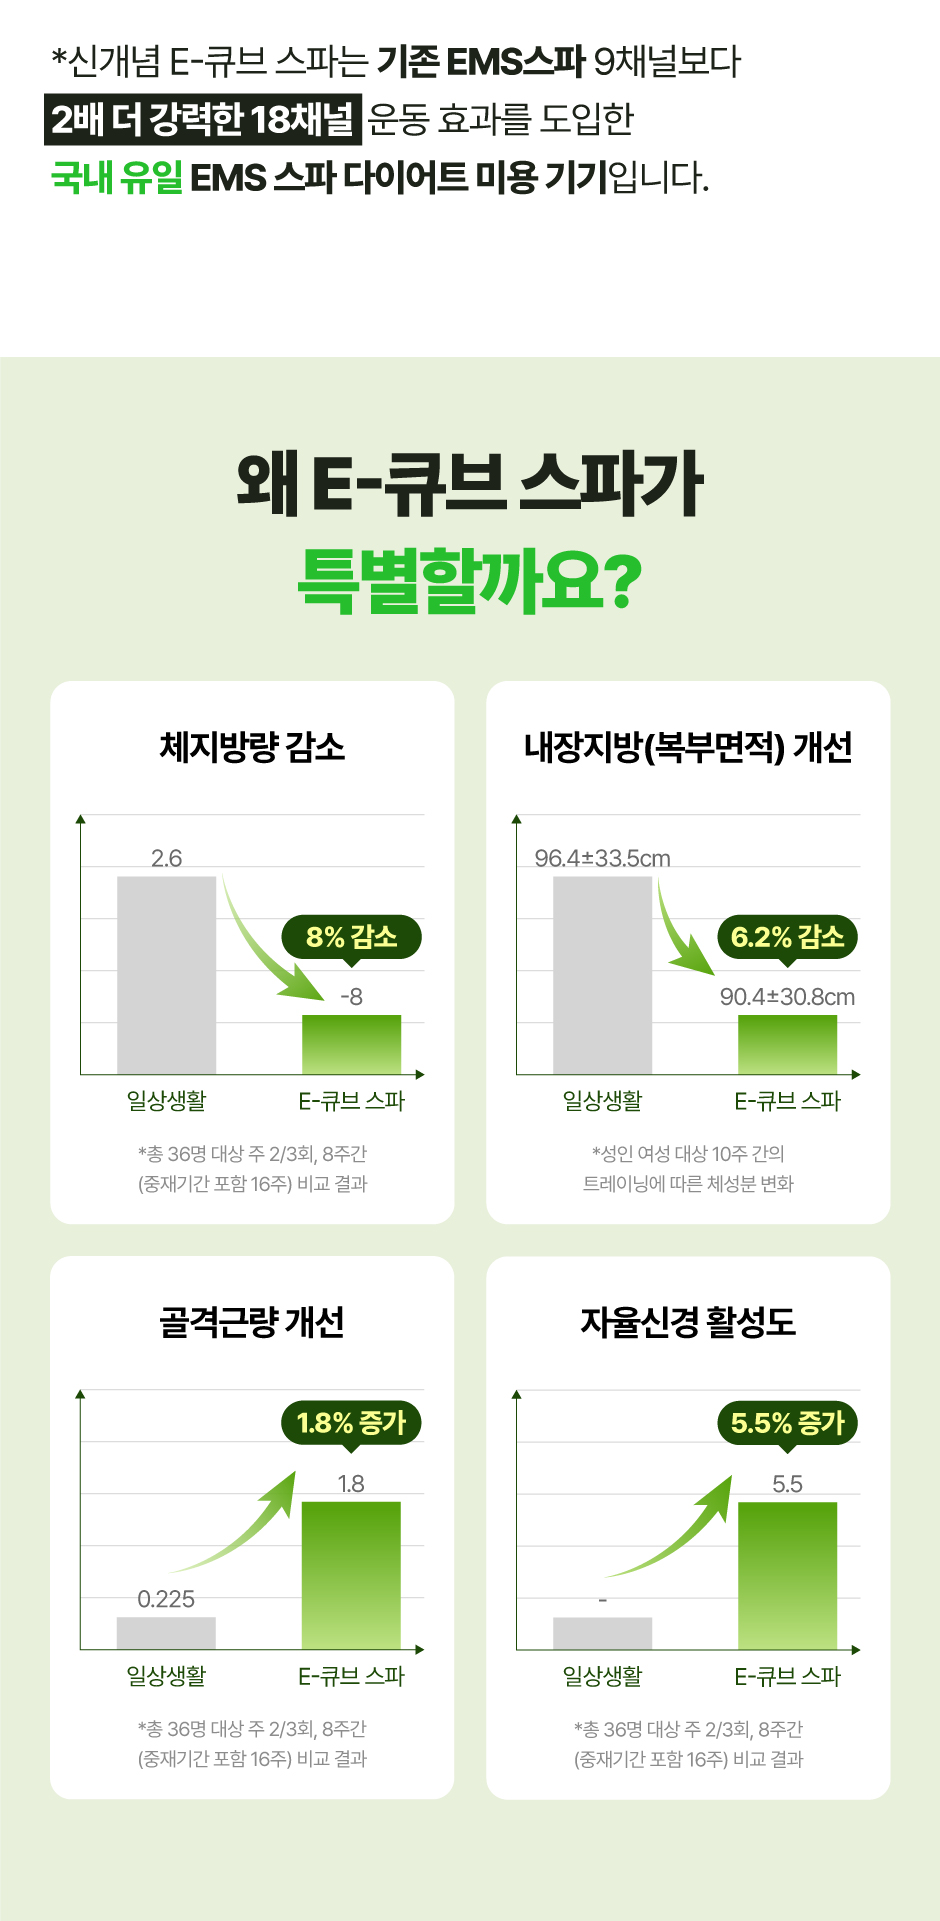 *신개념 E-큐브 스파는 기존 EMS스파 9채널보다
2배 더 강력한 18채널 운동 효과를 도입한
국내 유일 EMS 스파 다이어트 미용 기기입니다.
왜 E-큐브 스파가
특별할까요?
체지방량 감소
2.6
8% 감소
-8
일상생활
E-큐브 스파
*총 36명 대상 주 2/3회, 8주간
(중재기간 포함 16주) 비교 결과
내장지방(복부면적) 개선
96.4±33.5cm
6.2% 감소
90.4±30.8cm
일상생활
E-큐브 스파
*성인 여성 대상 10주 간의
트레이닝에 따른 체성분 변화
골격근량 개선
1.8% 증가
1.8
0.225
일상생활
E-큐브 스파
*총 36명 대상 주 2/3회, 8주간
(중재기간 포함 16주) 비교 결과
자율신경 활성도
5.5% 증가
5.5
-
일상생활
E-큐브 스파
*총 36명 대상 주 2/3회, 8주간
(중재기간 포함 16주) 비교 결과